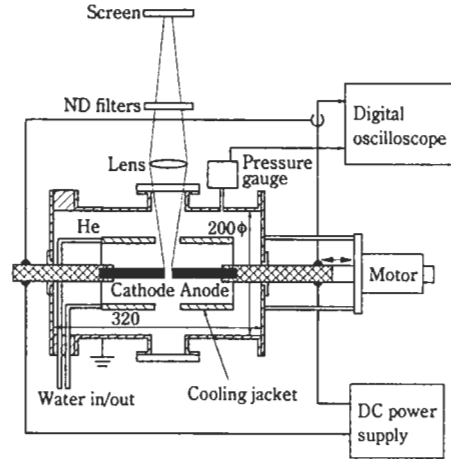 Screen
ND filters
Lens
Pressure
gauge
Digital
oscilloscope
He
200ϕ
Cathode Anode
Motor
320
Water in/out
Cooling jacket
DC power
supply